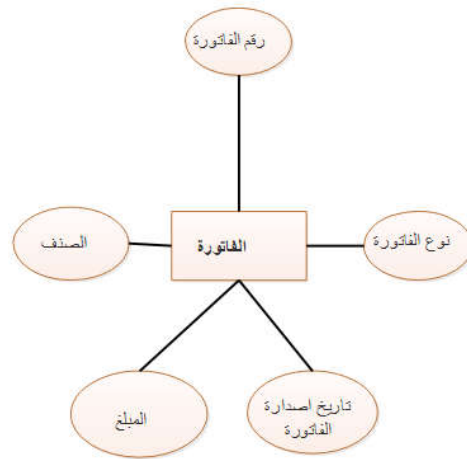 رقم الفاتورة
نوع الفاتورة
الفاتورة
الصنف
تاريخ اصدارة
الفاتورة
المبلغ